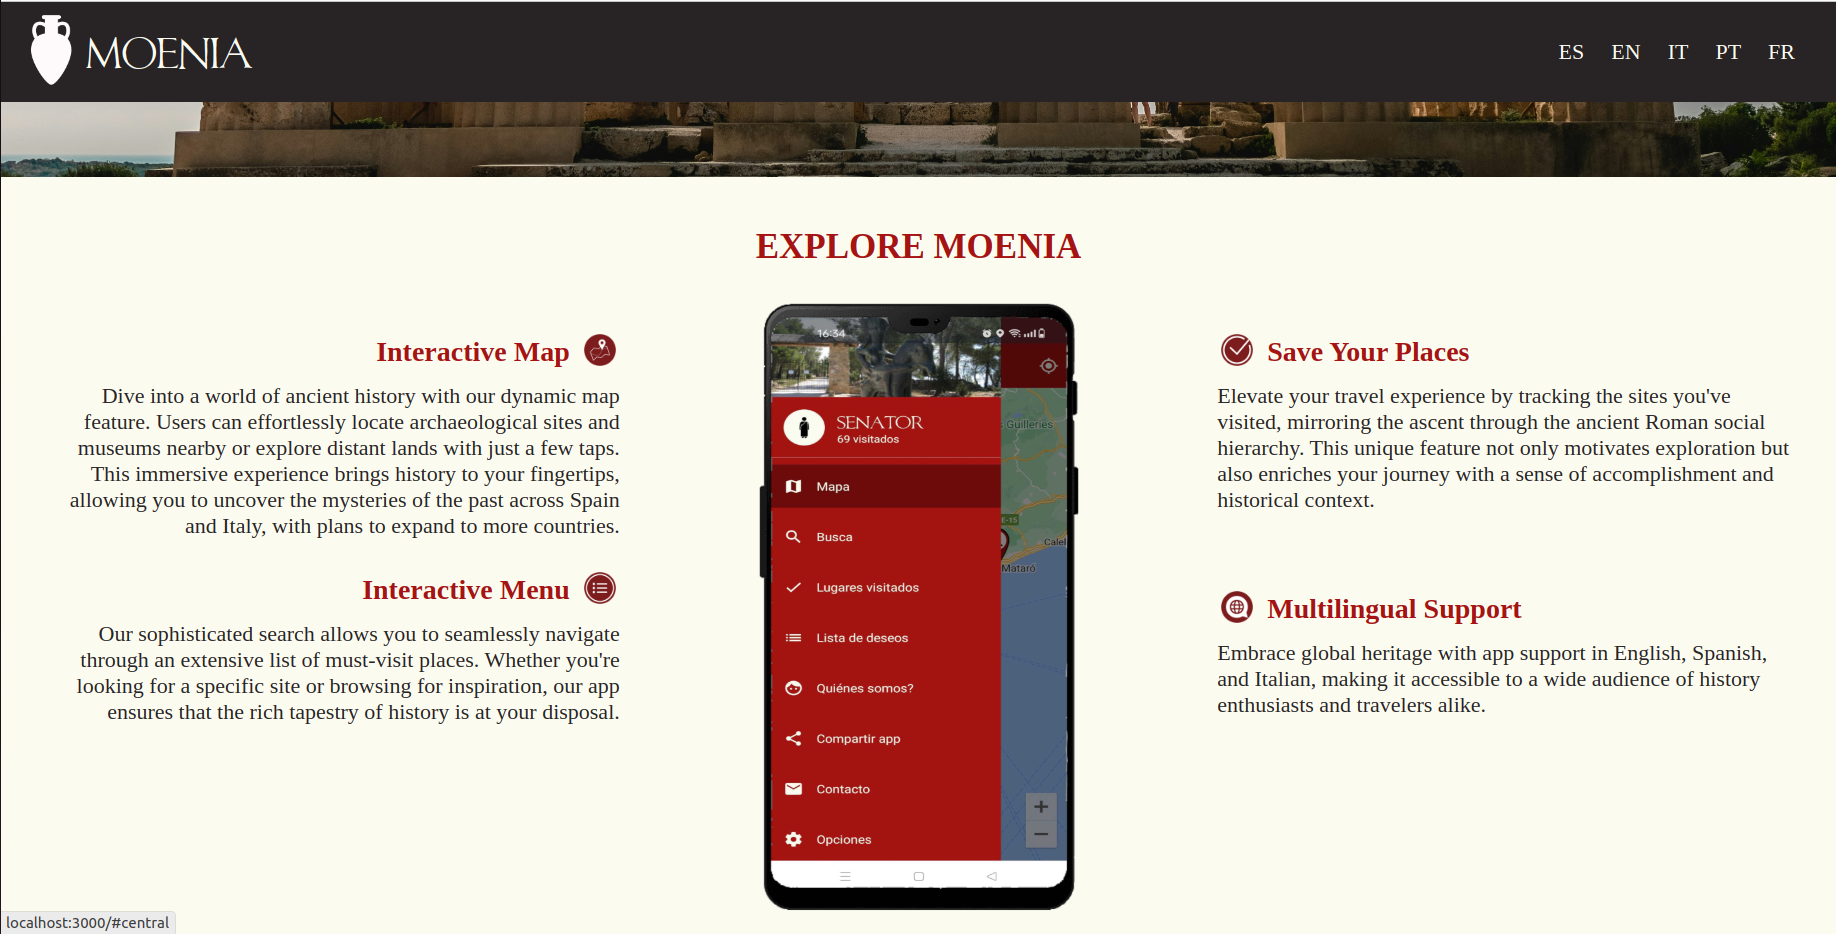 MOENIA
ES EN IT PT FR
EXPLORE MOENIA
Interactive Map
Dive into a world of ancient history with our dynamic map
feature. Users can effortlessly locate archaeological sites and
museums nearby or explore distant lands with just a few taps.
This immersive experience brings history to your fingertips,
allowing you to uncover the mysteries of the past across Spain
and Italy, with plans to expand to more countries.
Interactive Menu
Our sophisticated search allows you to seamlessly navigate
through an extensive list of must-visit places. Whether you're
looking for a specific site or browsing for inspiration, our app
ensures that the rich tapestry of history is at your disposal.
16:34
SENATOR
69 visitados
Mapa
Busca
Lugares visitados
Lista de deseos
Quiénes somos?
Compartir app
Contacto
Opciones
s Guilleries
E-15
Calel
Mataró
+
−
Save Your Places
Elevate your travel experience by tracking the sites you've
visited, mirroring the ascent through the ancient Roman social
hierarchy. This unique feature not only motivates exploration but
also enriches your journey with a sense of accomplishment and
historical context.
Multilingual Support
Embrace global heritage with app support in English, Spanish,
and Italian, making it accessible to a wide audience of history
enthusiasts and travelers alike.
localhost:3000/#central